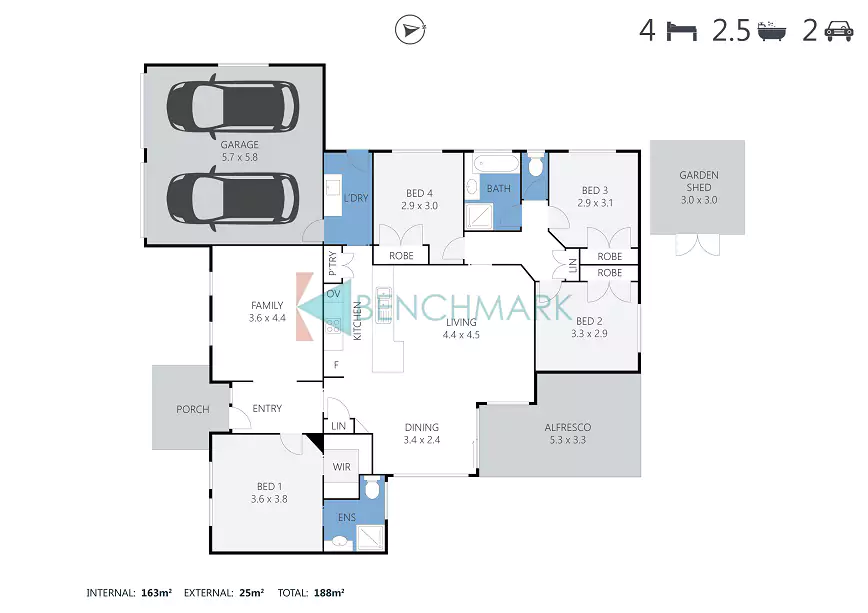 4 2.5 2
GARAGE
5.7 x 5.8
L'DRY
BED 4
2.9 x 3.0
BATH
BED 3
2.9 x 3.1
GARDEN
SHED
3.0 x 3.0
ROBE
P'TRY
LIN
ROBE
ROBE
OV
FAMILY
3.6 x 4.4
KITCHEN
BENCHMARK
LIVING
4.4 x 4.5
BED 2
3.3 x 2.9
F
PORCH
ENTRY
LIN
DINING
3.4 x 2.4
ALFRESCO
5.3 x 3.3
WIR
BED 1
3.6 x 3.8
ENS
INTERNAL: 163m² EXTERNAL: 25m² TOTAL: 188m²